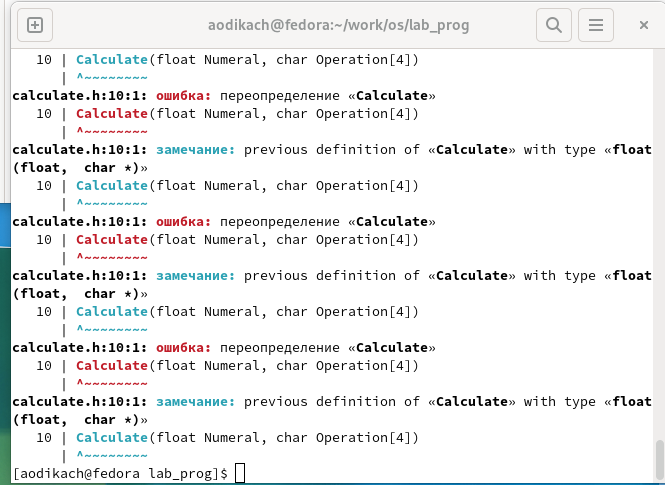 aodikach@fedora:~/work/os/lab_prog
10 | Calculate(float Numeral, char Operation[4])
| ^~~~~~~~~
calculate.h:10:1: ошибка: переопределение «Calculate»
10 | Calculate(float Numeral, char Operation[4])
| ^~~~~~~~~
calculate.h:10:1: замечание: previous definition of «Calculate» with type «float
(float,  char *)»
10 | Calculate(float Numeral, char Operation[4])
| ^~~~~~~~~
calculate.h:10:1: ошибка: переопределение «Calculate»
10 | Calculate(float Numeral, char Operation[4])
| ^~~~~~~~~
calculate.h:10:1: замечание: previous definition of «Calculate» with type «float
(float,  char *)»
10 | Calculate(float Numeral, char Operation[4])
| ^~~~~~~~~
calculate.h:10:1: ошибка: переопределение «Calculate»
10 | Calculate(float Numeral, char Operation[4])
| ^~~~~~~~~
calculate.h:10:1: замечание: previous definition of «Calculate» with type «float
(float,  char *)»
10 | Calculate(float Numeral, char Operation[4])
| ^~~~~~~~~
[aodikach@fedora lab_prog]$